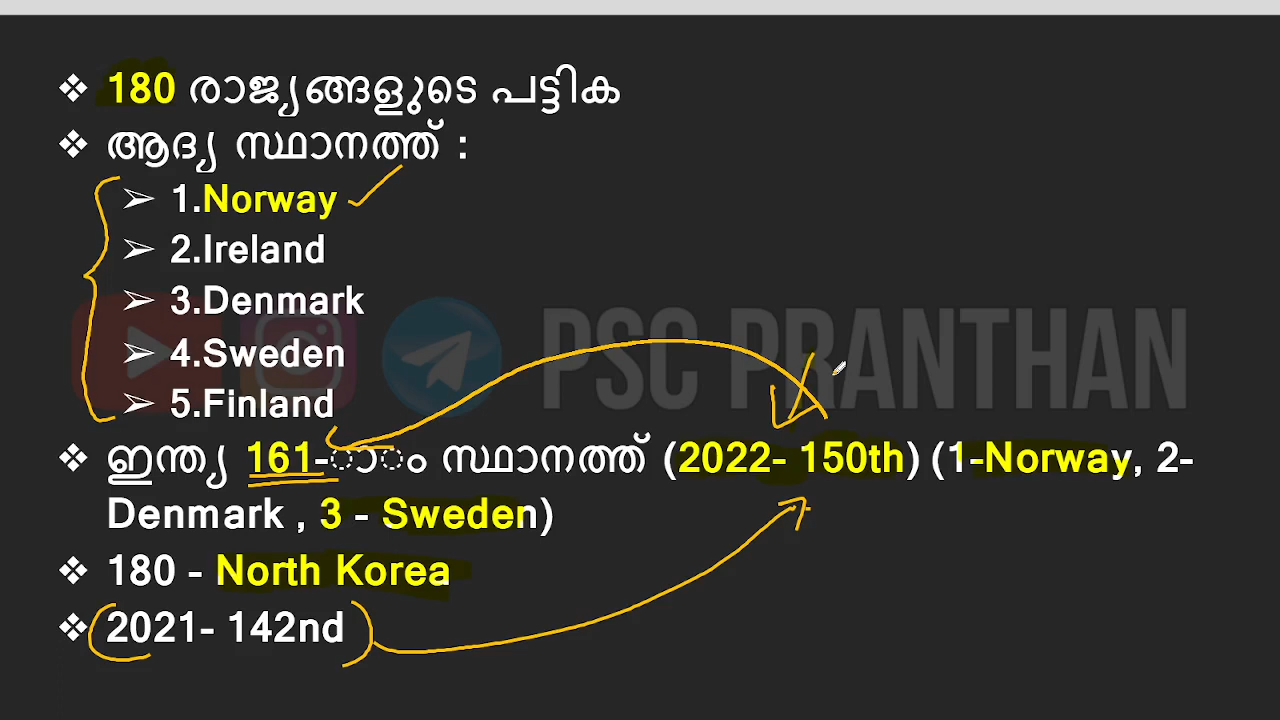 ❖ 180 രാജ്യങ്ങളുടെ പട്ടിക
❖ ആദ്യ സ്ഥാനത്ത് :
➢ 1.Norway
➢ 2.Ireland
➢ 3.Denmark
➢ 4.Sweden
➢ 5.Finland
PSC PRANTHAN
❖ ഇന്ത്യ 161-ാാം സ്ഥാനത്ത് (2022- 150th) (1-Norway, 2-
Denmark , 3 - Sweden)
❖ 180 - North Korea
❖ 2021- 142nd